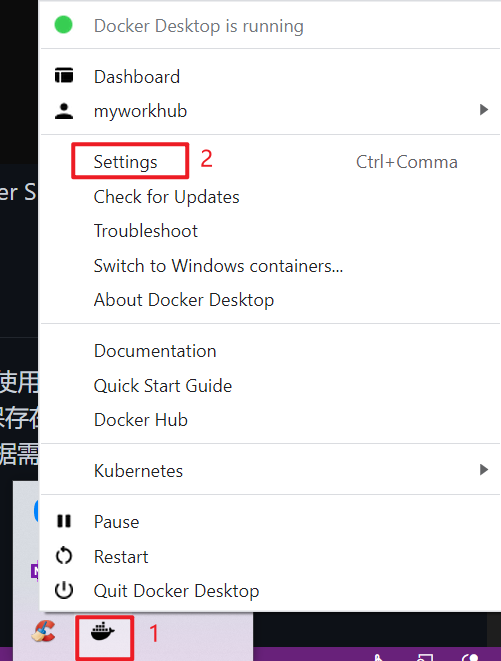 Docker Desktop is running
Dashboard
myworkhub
Settings 2 Ctrl+Comma
er S
Check for Updates
Troubleshoot
Switch to Windows containers...
About Docker Desktop
Documentation
使用
Quick Start Guide
保存在
Docker Hub
据需
Kubernetes
Pause
Restart
Quit Docker Desktop
1